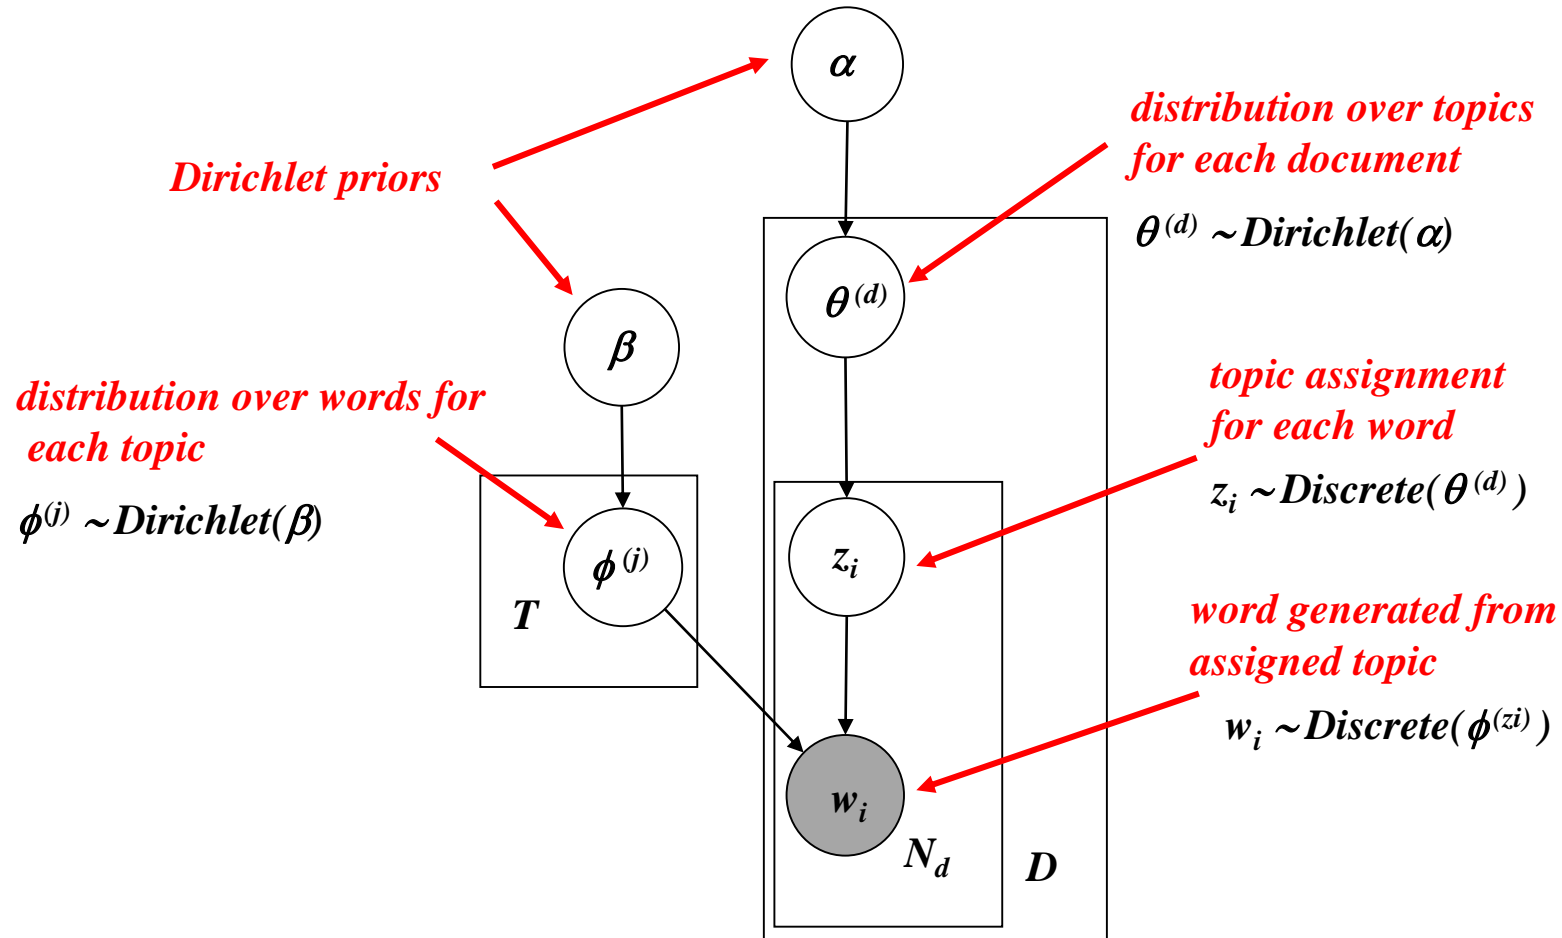 α
distribution over topics
for each document
Dirichlet priors
θ (d) ~Dirichlet(α)
θ (d)
β
distribution over words for
each topic
topic assignment
for each word
ϕ(j) ~Dirichlet(β)
zi ~Discrete(θ (d) )
ϕ (j)
zi
T
word generated from
assigned topic
wi ~Discrete(ϕ(zi) )
wi
Nd
D